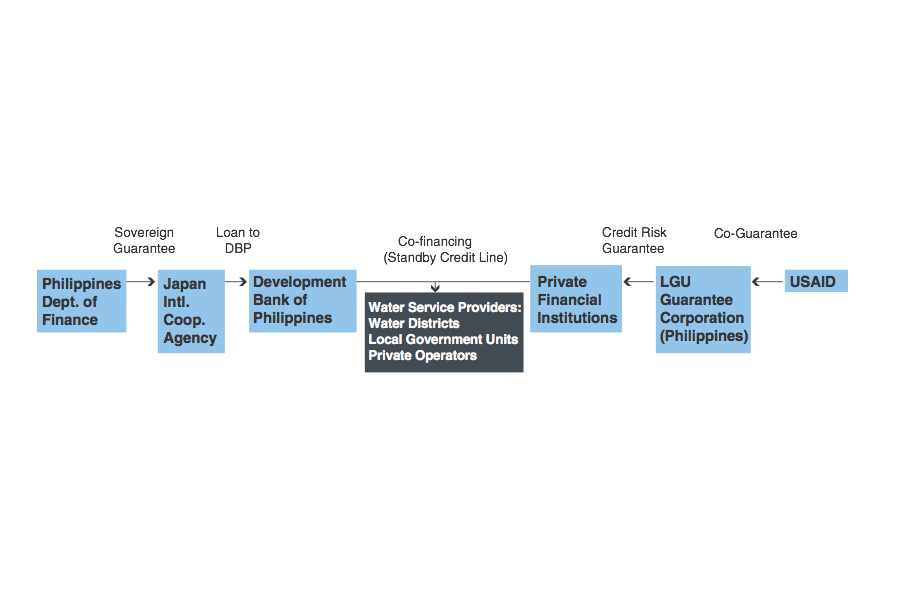 Sovereign
Guarantee
Loan to
DBP
Co-financing
(Standby Credit Line)
Credit Risk
Guarantee
Co-Guarantee
Philippines
Dept. of
Finance
Japan
Intl.
Coop.
Agency
Development
Bank of
Philippines
Water Service Providers:
Water Districts
Local Government Units
Private Operators
Private
Financial
Institutions
LGU
Guarantee
Corporation
(Philippines)
USAID